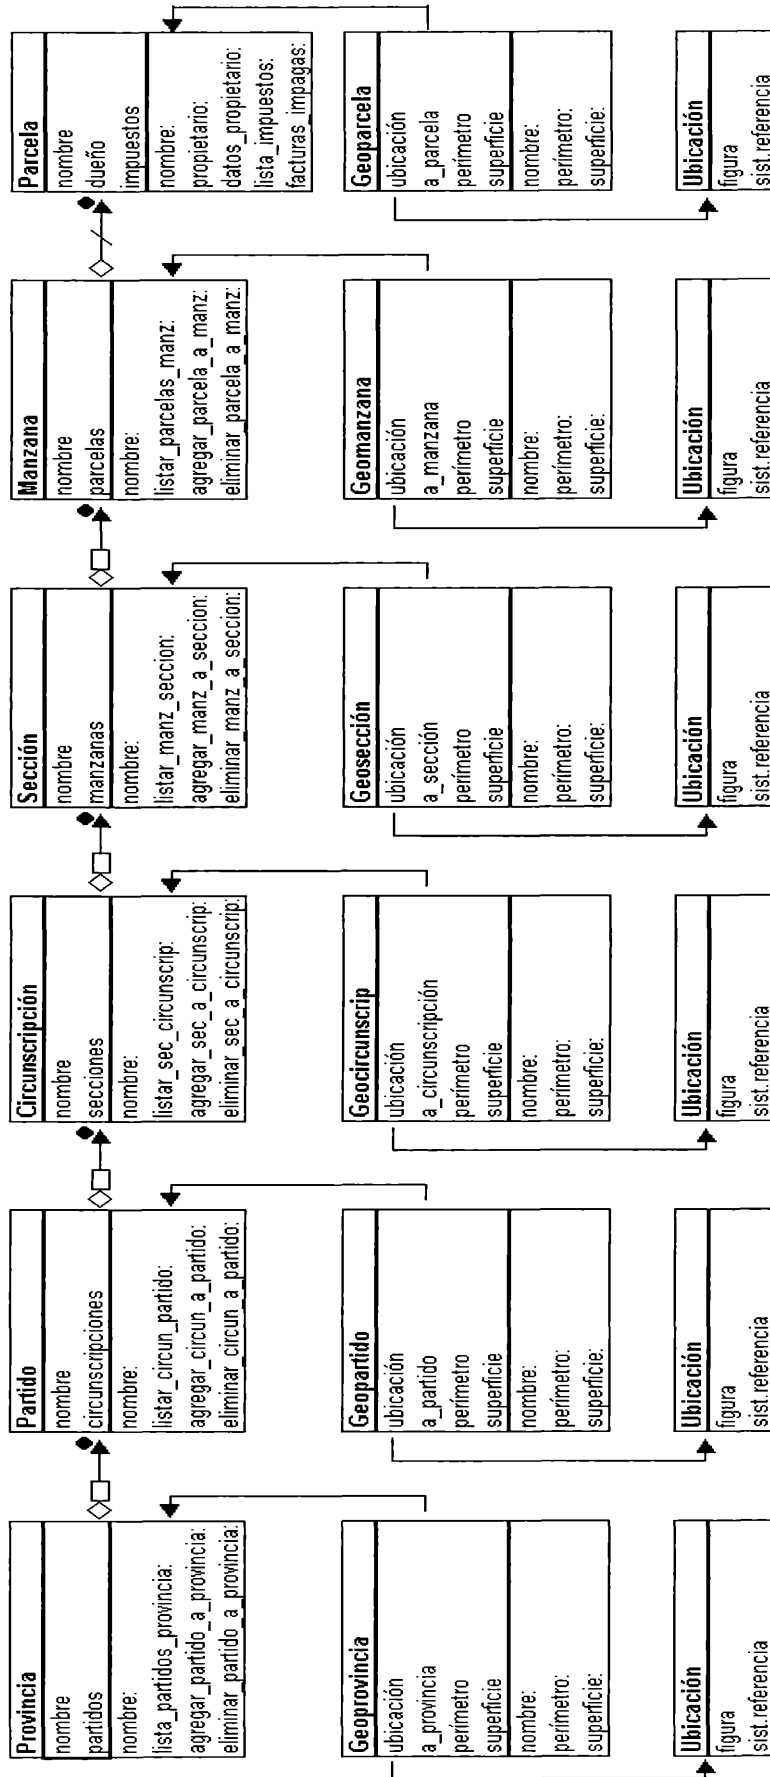 Provincia
nombre
partidos
nombre:
lista_partidos_provincia:
agregar_partido_a_provincia:
eliminar_partido_a_provincia:
Partido
nombre
circunscripciones
nombre:
listar_circun_partido:
agregar_circun_a_partido:
eliminar_circun_a_partido:
Circunscripción
nombre
secciones
nombre:
listar_sec_circunscrip:
agregar_sec_a_circunscrip:
eliminar_sec_a_circunscrip:
Sección
nombre
manzanas
nombre:
listar_manz_seccion:
agregar_manz_a_seccion:
eliminar_manz_a_seccion:
Manzana
nombre
parcelas
nombre:
listar_parcelas_manz:
agregar_parcela_a_manz:
eliminar_parcela_a_manz:
Parcela
nombre
dueño
impuestos
nombre:
propietario:
datos_propietario:
lista_impuestos:
facturas_impagas:
Geoprovincia
ubicación
a_provincia
perímetro
superficie
nombre:
perímetro:
superficie:
Geopartido
ubicación
a_partido
perímetro
superficie
nombre:
perímetro:
superficie:
Geocircunscrip
ubicación
a_circunscripción
perímetro
superficie
nombre:
perímetro:
superficie:
Geosección
ubicación
a_sección
perímetro
superficie
nombre:
perímetro:
superficie:
Geomanzana
ubicación
a_manzana
perímetro
superficie
nombre:
perímetro:
superficie:
Geoparcela
ubicación
a_parcela
perímetro
superficie
nombre:
perímetro:
superficie:
Ubicación
figura
sist.referencia
Ubicación
figura
sist.referencia
Ubicación
figura
sist.referencia
Ubicación
figura
sist.referencia
Ubicación
figura
sist.referencia
Ubicación
figura
sist.referencia